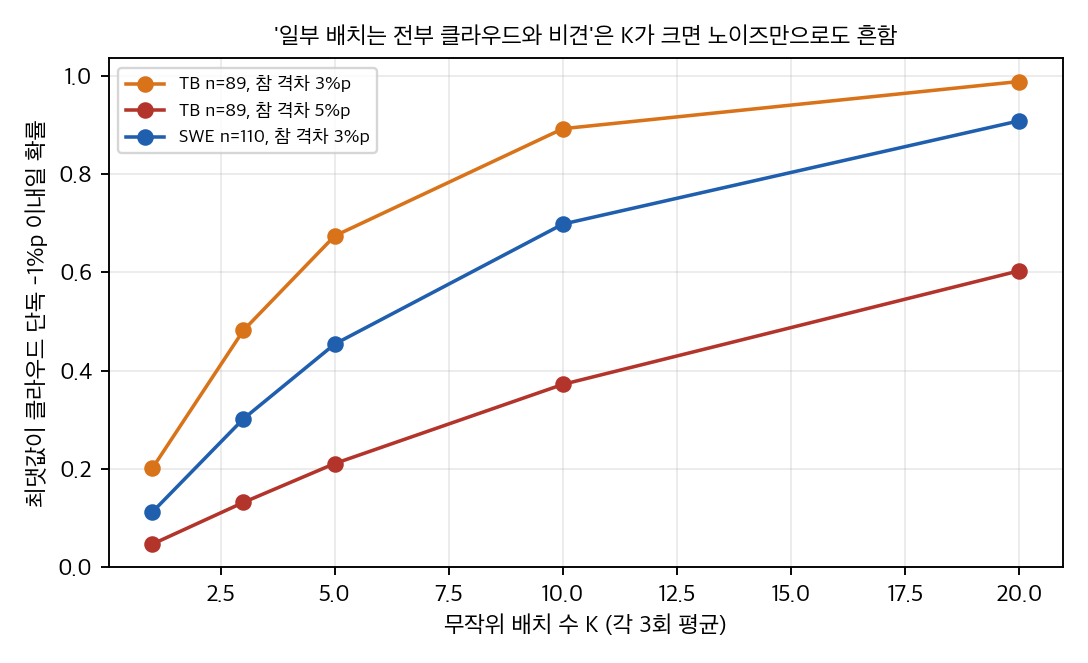 '일부 배치는 전부 클라우드와 비견'은 K가 크면 노이즈만으로도 흔함
TB n=89, 참 격차 3%p
TB n=89, 참 격차 5%p
SWE n=110, 참 격차 3%p
최댓값이 클라우드 단독 -1%p 이내일 확률
1.0
0.8
0.6
0.4
0.2
0.0
2.5 5.0 7.5 10.0 12.5 15.0 17.5 20.0
무작위 배치 수 K (각 3회 평균)